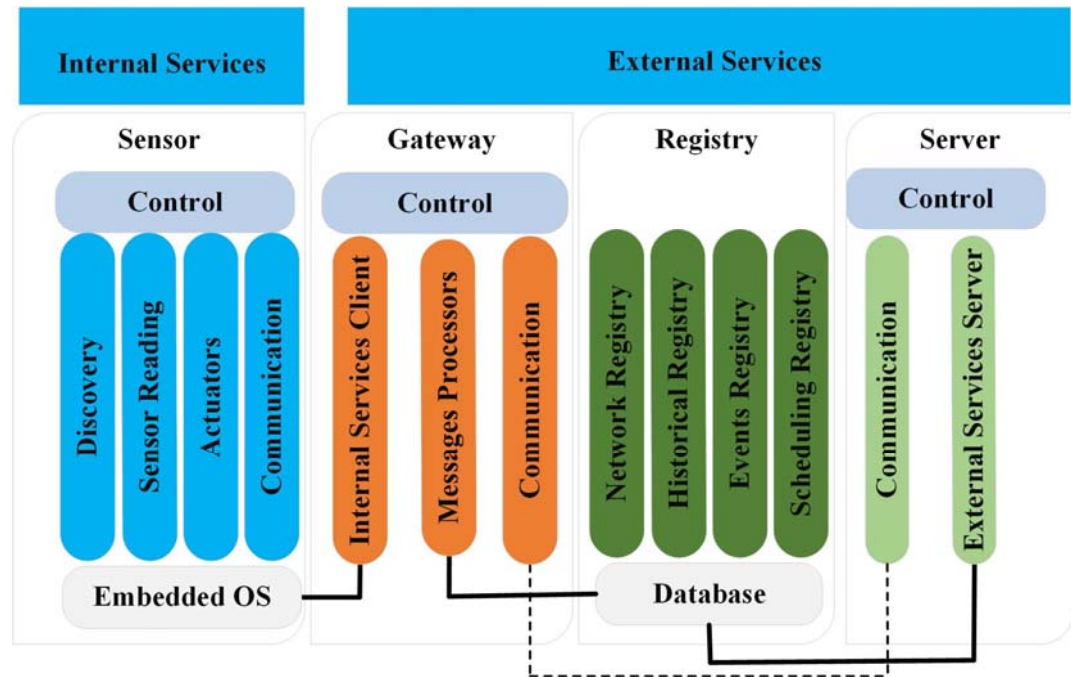 Internal Services
External Services
Sensor
Gateway
Registry
Server
Control
Control
Control
Discovery
Sensor Reading
Actuators
Communication
Internal Services Client
Messages Processors
Communication
Network Registry
Historical Registry
Events Registry
Scheduling Registry
Communication
External Services Server
Embedded OS
Database